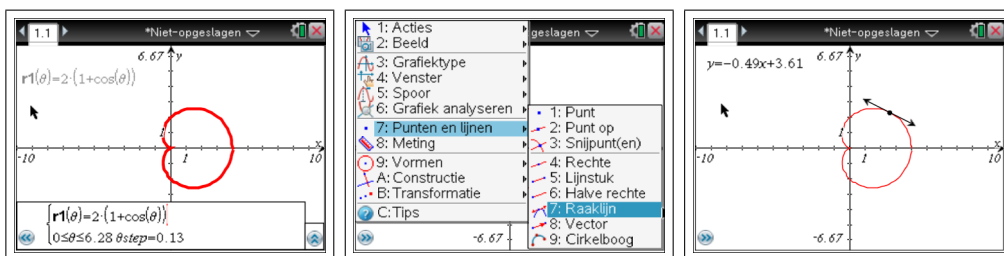 1.1 *Niet-opgeslagen
6.67 y
r1(θ)=2·(1+cos(θ))
1
x
-10 1 10
r1(θ)=2·(1+cos(θ))
0≤θ≤6.28 θstep=0.13
1: Acties
2: Beeld
3: Grafiektype
4: Venster
5: Spoor
6: Grafiek analyseren
7: Punten en lijnen
8: Meting
9: Vormen
A: Constructie
B: Transformatie
C: Tips
geslagen
1: Punt
2: Punt op
3: Snijpunt(en)
4: Rechte
5: Lijnstuk
6: Halve rechte
7: Raaklijn
8: Vector
9: Cirkelboog
-6.67
1.1 *Niet-opgeslagen
6.67 y
y=-0.49x+3.61
1
x
-10 1 10
-6.67